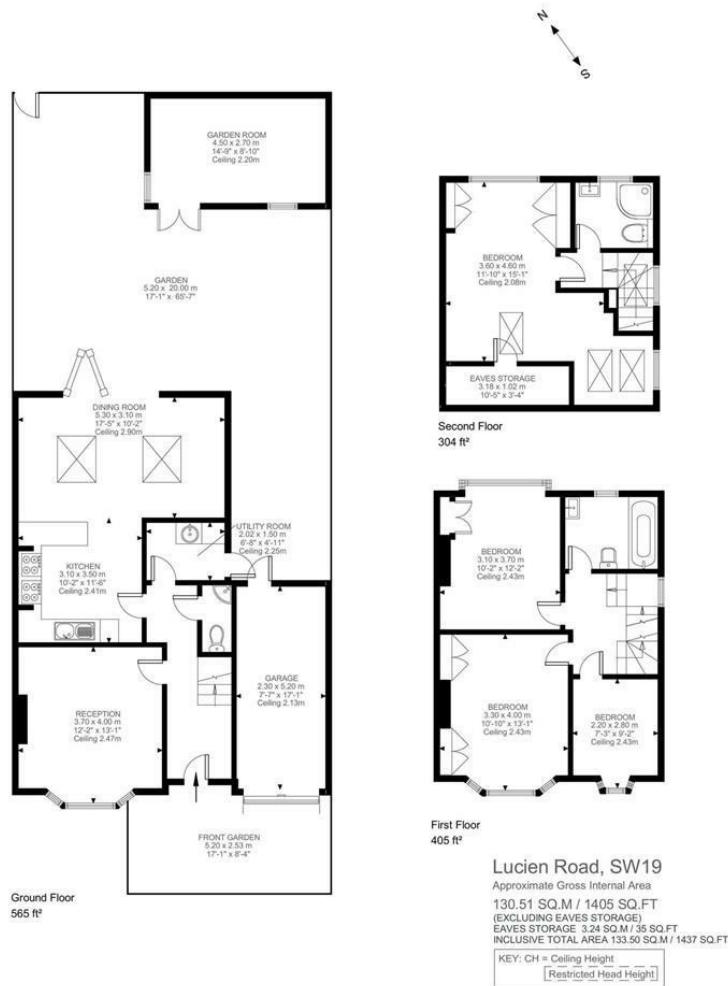 N
S
GARDEN ROOM
4.50 x 2.70 m
14'-9" x 8'-10"
Ceiling 2.20m
GARDEN
5.20 x 20.00 m
17'-1" x 65'-7"
DINING ROOM
5.30 x 3.10 m
17'-5" x 10'-2"
Ceiling 2.90m
UTILITY ROOM
2.02 x 1.50 m
6'-8" x 4'-11"
Ceiling 2.25m
KITCHEN
3.10 x 3.50 m
10'-2" x 11'-6"
Ceiling 2.41m
RECEPTION
3.70 x 4.00 m
12'-2" x 13'-1"
Ceiling 2.47m
GARAGE
2.30 x 5.20 m
7'-7" x 17'-1"
Ceiling 2.13m
FRONT GARDEN
5.20 x 2.53 m
17'-1" x 8'-4"
Ground Floor
565 ft²
BEDROOM
3.60 x 4.60 m
11'-10" x 15'-1"
Ceiling 2.08m
EAVES STORAGE
3.18 x 1.02 m
10'-5" x 3'-4"
Second Floor
304 ft²
BEDROOM
3.10 x 3.70 m
10'-2" x 12'-2"
Ceiling 2.43m
BEDROOM
3.30 x 4.00 m
10'-10" x 13'-1"
Ceiling 2.43m
BEDROOM
2.20 x 2.80 m
7'-3" x 9'-2"
Ceiling 2.43m
First Floor
405 ft²
Lucien Road, SW19
Approximate Gross Internal Area
130.51 SQ.M / 1405 SQ.FT
(EXCLUDING EAVES STORAGE)
EAVES STORAGE 3.24 SQ.M / 35 SQ.FT
INCLUSIVE TOTAL AREA 133.50 SQ.M / 1437 SQ.FT
KEY: CH = Ceiling Height
Restricted Head Height